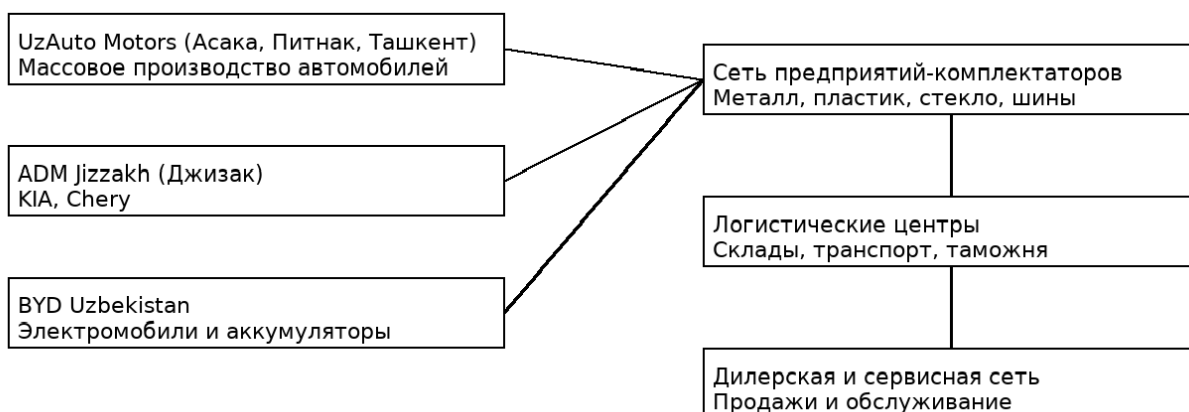 UzAuto Motors (Асака, Питнак, Ташкент)
Массовое производство автомобилей
ADM Jizzakh (Джизак)
KIA, Chery
BYD Uzbekistan
Электромобили и аккумуляторы
Сеть предприятий-комплектаторов
Металл, пластик, стекло, шины
Логистические центры
Склады, транспорт, таможня
Дилерская и сервисная сеть
Продажи и обслуживание